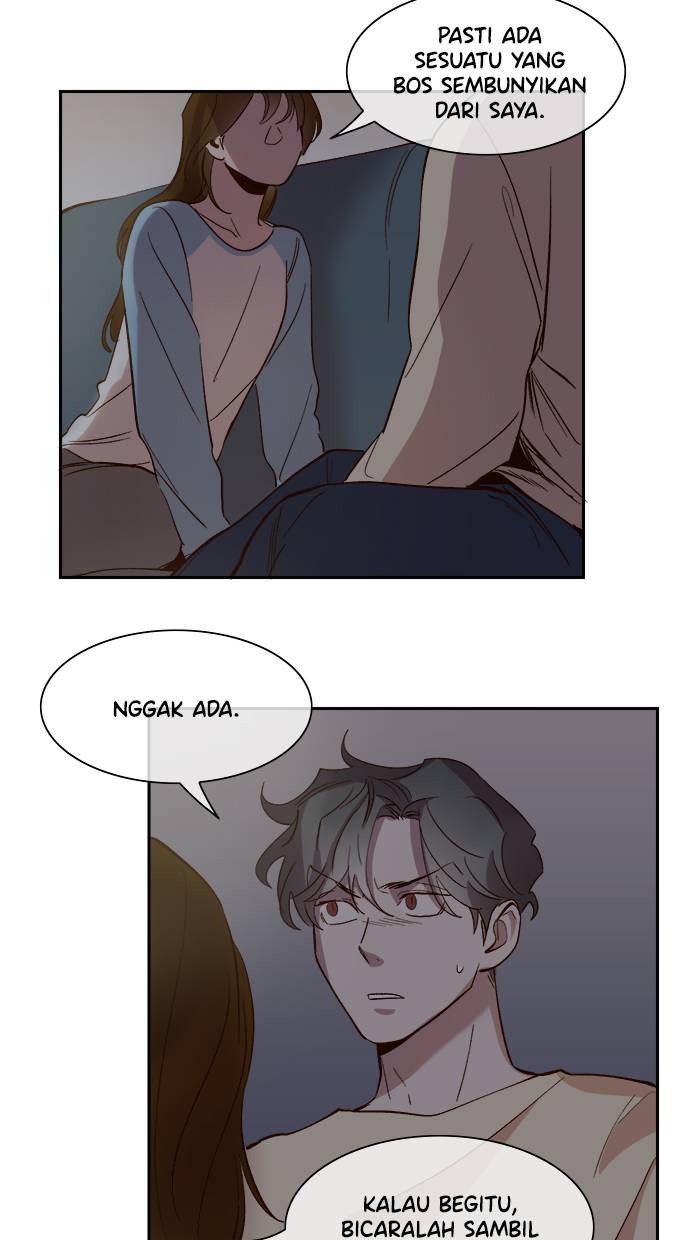 PASTI ADA
SESUATU YANG
BOS SEMBUNYIKAN
DARI SAYA.
NGGAK ADA.
KALAU BEGITU,
BICARALAH SAMBIL